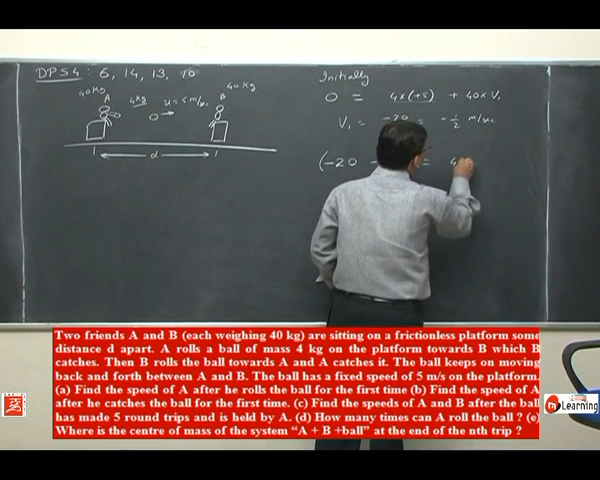 DPS4 : 6, 14, 13, 10
40 Kg
A
4Kg
u = 5 m/sec
B
40 Kg
d
Initially
0 = 4×(+5) + 40×V₁
V₁ = -20 = -½ m/sec
(-20 - = 4
Two friends A and B (each weighing 40 kg) are sitting on a frictionless platform some
distance d apart. A rolls a ball of mass 4 kg on the platform towards B which B
catches. Then B rolls the ball towards A and A catches it. The ball keeps on moving
back and forth between A and B. The ball has a fixed speed of 5 m/s on the platform.
(a) Find the speed of A after he rolls the ball for the first time (b) Find the speed of A
after he catches the ball for the first time. (c) Find the speeds of A and B after the ball
has made 5 round trips and is held by A. (d) How many times can A roll the ball ? (e)
Where is the centre of mass of the system “A + B +ball” at the end of the nth trip ?
Learning